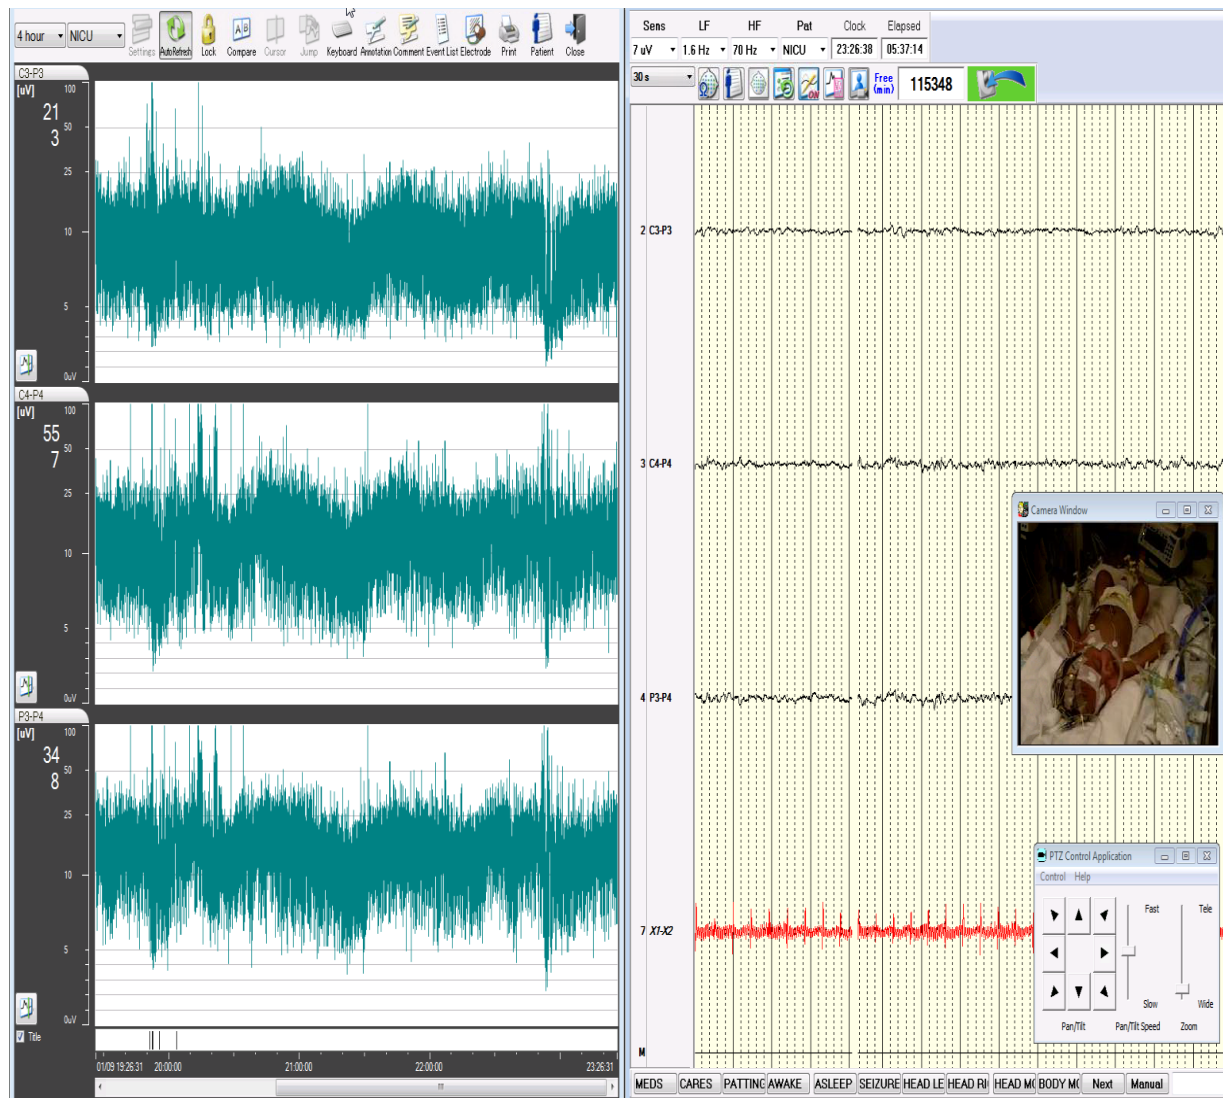 4 hour NICU Settings AutoRefresh Lock Compare Cursor Jump Keyboard Annotation Comment Event List Electrode Print Patient Close
C3-P3
[uV] 100
21
3
50
25
10
5
0uV
C4-P4
[uV] 100
55
7
50
25
10
5
0uV
P3-P4
[uV] 100
34
8
50
25
10
5
0uV
Title
01/09 19:26:31 20:00:00 21:00:00 22:00:00 23:26:31
Sens LF HF Pat Clock Elapsed
7 uV 1.6 Hz 70 Hz NICU 23:26:38 05:37:14
30 s ON Free (min) 115348
2 C3-P3
3 C4-P4
Camera Window
4 P3-P4
PTZ Control Application
Control Help
Fast Tele
7 X1-X2
Slow Wide
Pan/Tilt Pan/Tilt Speed Zoom
M
MEDS CARES PATTING AWAKE ASLEEP SEIZURE HEAD LE HEAD RI HEAD MO BODY MO Next Manual